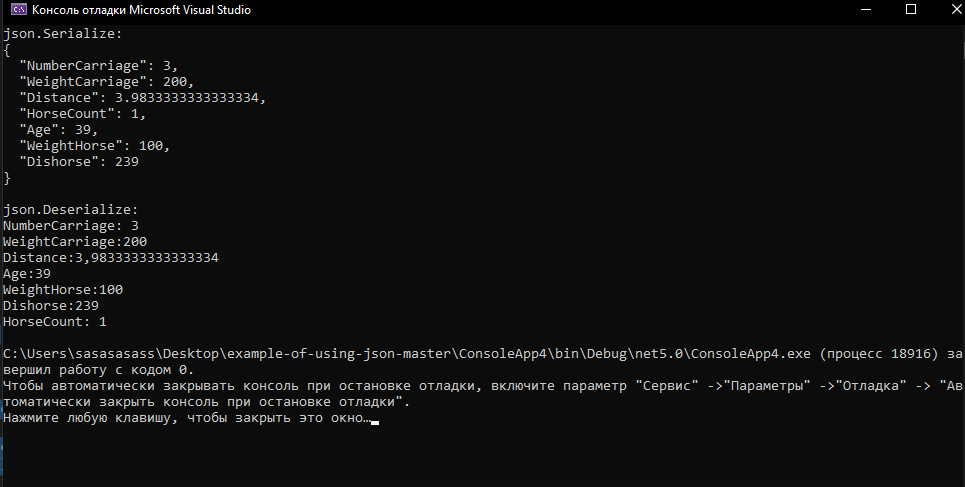 Консоль отладки Microsoft Visual Studio
json.Serialize:
{
  "NumberCarriage": 3,
  "WeightCarriage": 200,
  "Distance": 3.9833333333333334,
  "HorseCount": 1,
  "Age": 39,
  "WeightHorse": 100,
  "Dishorse": 239
}
json.Deserialize:
NumberCarriage: 3
WeightCarriage:200
Distance:3,9833333333333334
Age:39
WeightHorse:100
Dishorse:239
HorseCount: 1
C:\Users\sasasasass\Desktop\example-of-using-json-master\ConsoleApp4\bin\Debug\net5.0\ConsoleApp4.exe (процесс 18916) за
вершил работу с кодом 0.
Чтобы автоматически закрывать консоль при остановке отладки, включите параметр "Сервис" ->"Параметры" ->"Отладка" -> "Ав
томатически закрыть консоль при остановке отладки".
Нажмите любую клавишу, чтобы закрыть это окно…